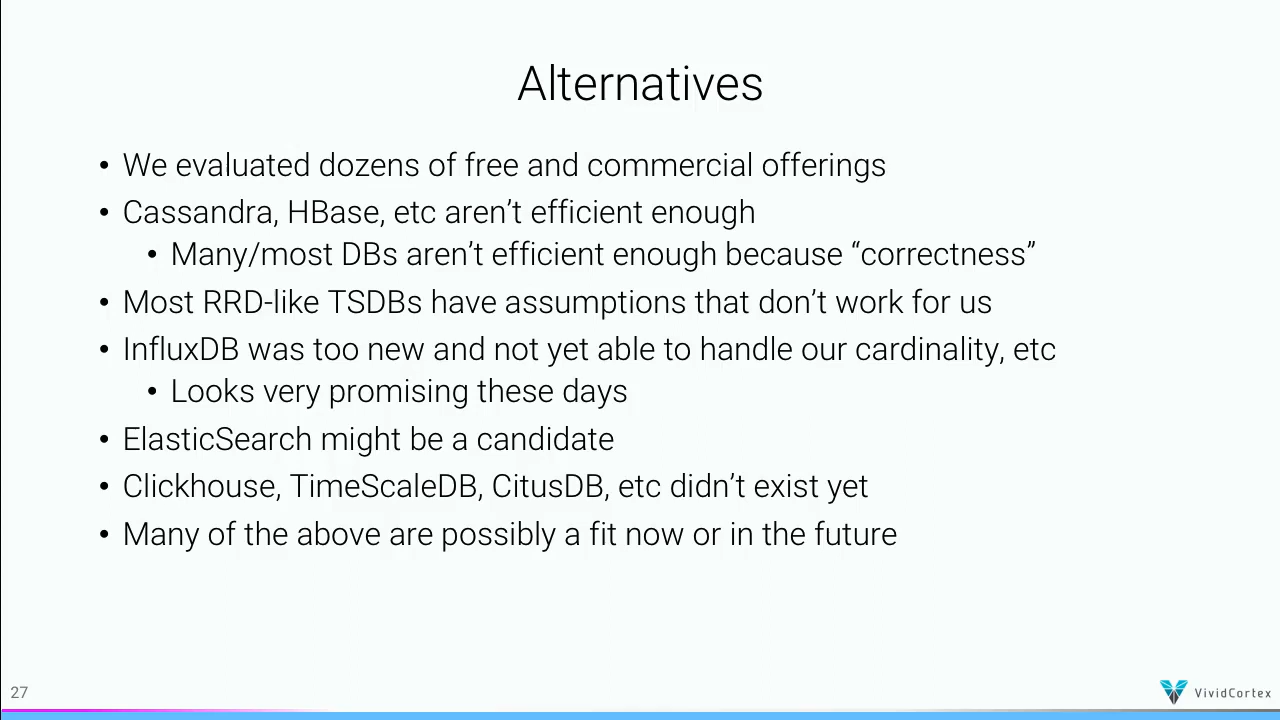 Alternatives
• We evaluated dozens of free and commercial offerings
• Cassandra, HBase, etc aren’t efficient enough
• Many/most DBs aren’t efficient enough because “correctness”
• Most RRD-like TSDBs have assumptions that don’t work for us
• InfluxDB was too new and not yet able to handle our cardinality, etc
• Looks very promising these days
• ElasticSearch might be a candidate
• Clickhouse, TimeScaleDB, CitusDB, etc didn’t exist yet
• Many of the above are possibly a fit now or in the future
27
VividCortex